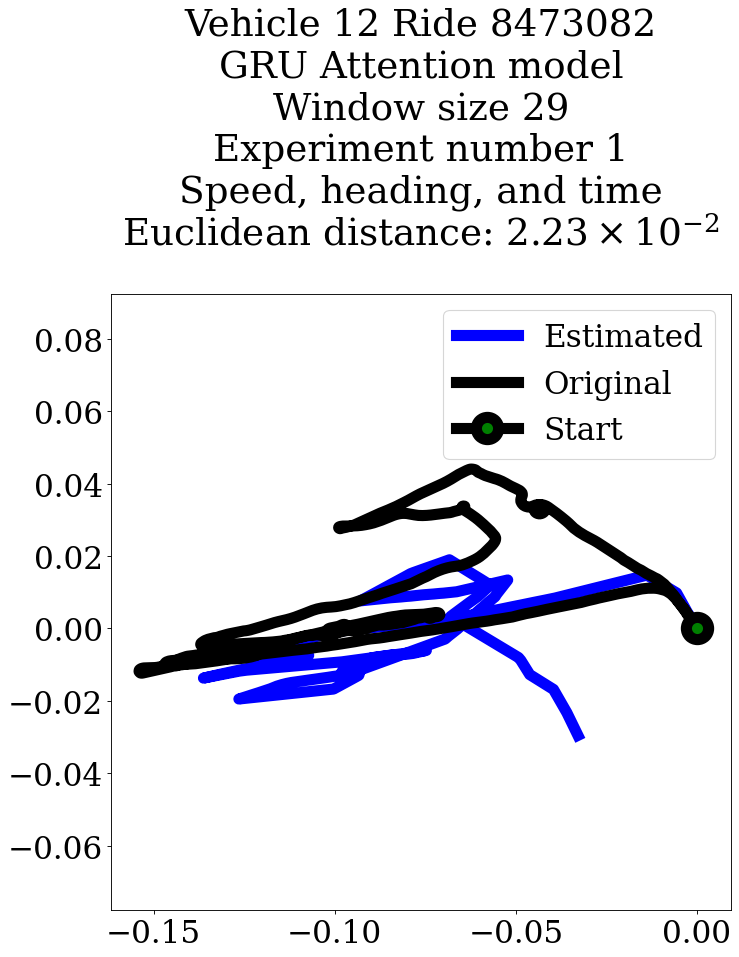 Vehicle 12 Ride 8473082
GRU Attention model
Window size 29
Experiment number 1
Speed, heading, and time
Euclidean distance: 2.23 × 10⁻²
Estimated
Original
Start
0.08
0.06
0.04
0.02
0.00
−0.02
−0.04
−0.06
−0.15 −0.10 −0.05 0.00